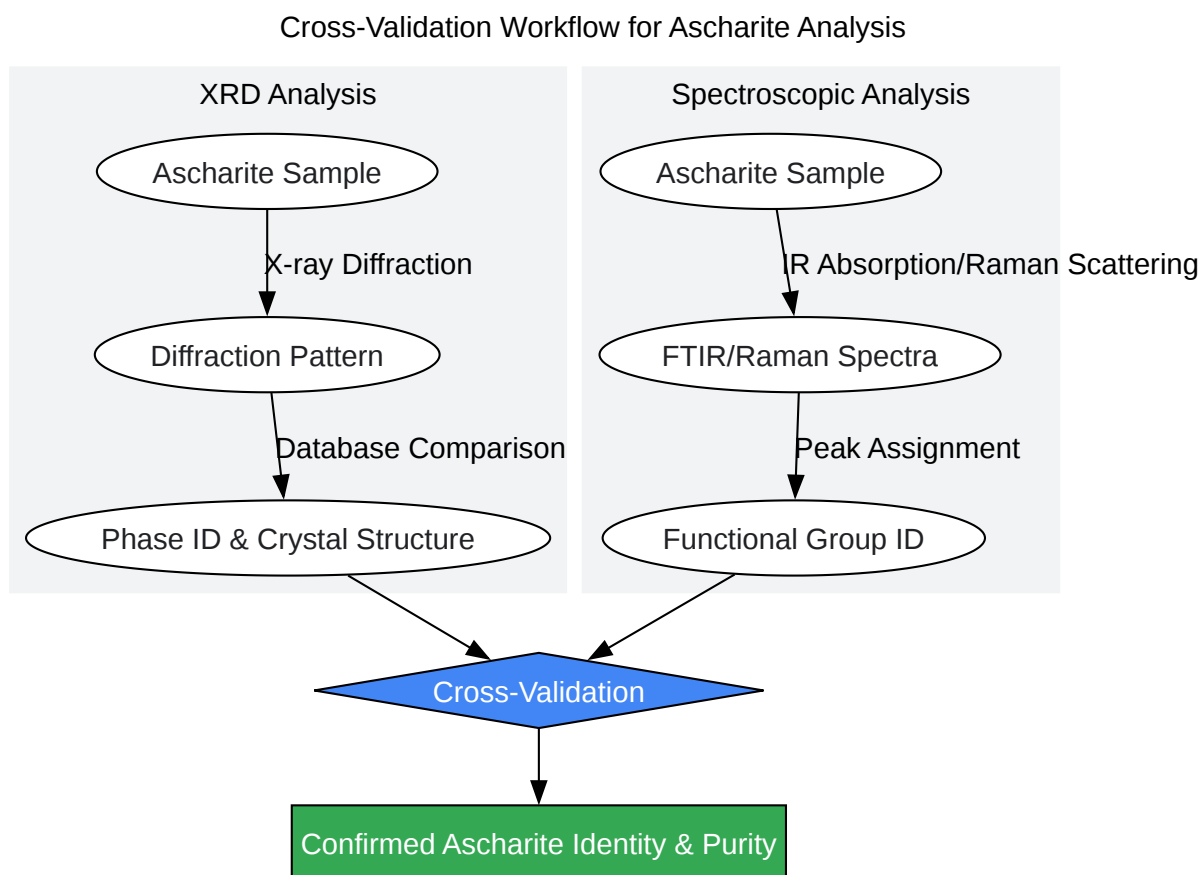 Cross-Validation Workflow for Ascharite Analysis
XRD Analysis
Ascharite Sample
X-ray Diffraction
Diffraction Pattern
Database Comparison
Phase ID & Crystal Structure
Spectroscopic Analysis
Ascharite Sample
IR Absorption/Raman Scattering
FTIR/Raman Spectra
Peak Assignment
Functional Group ID
Cross-Validation
Confirmed Ascharite Identity & Purity